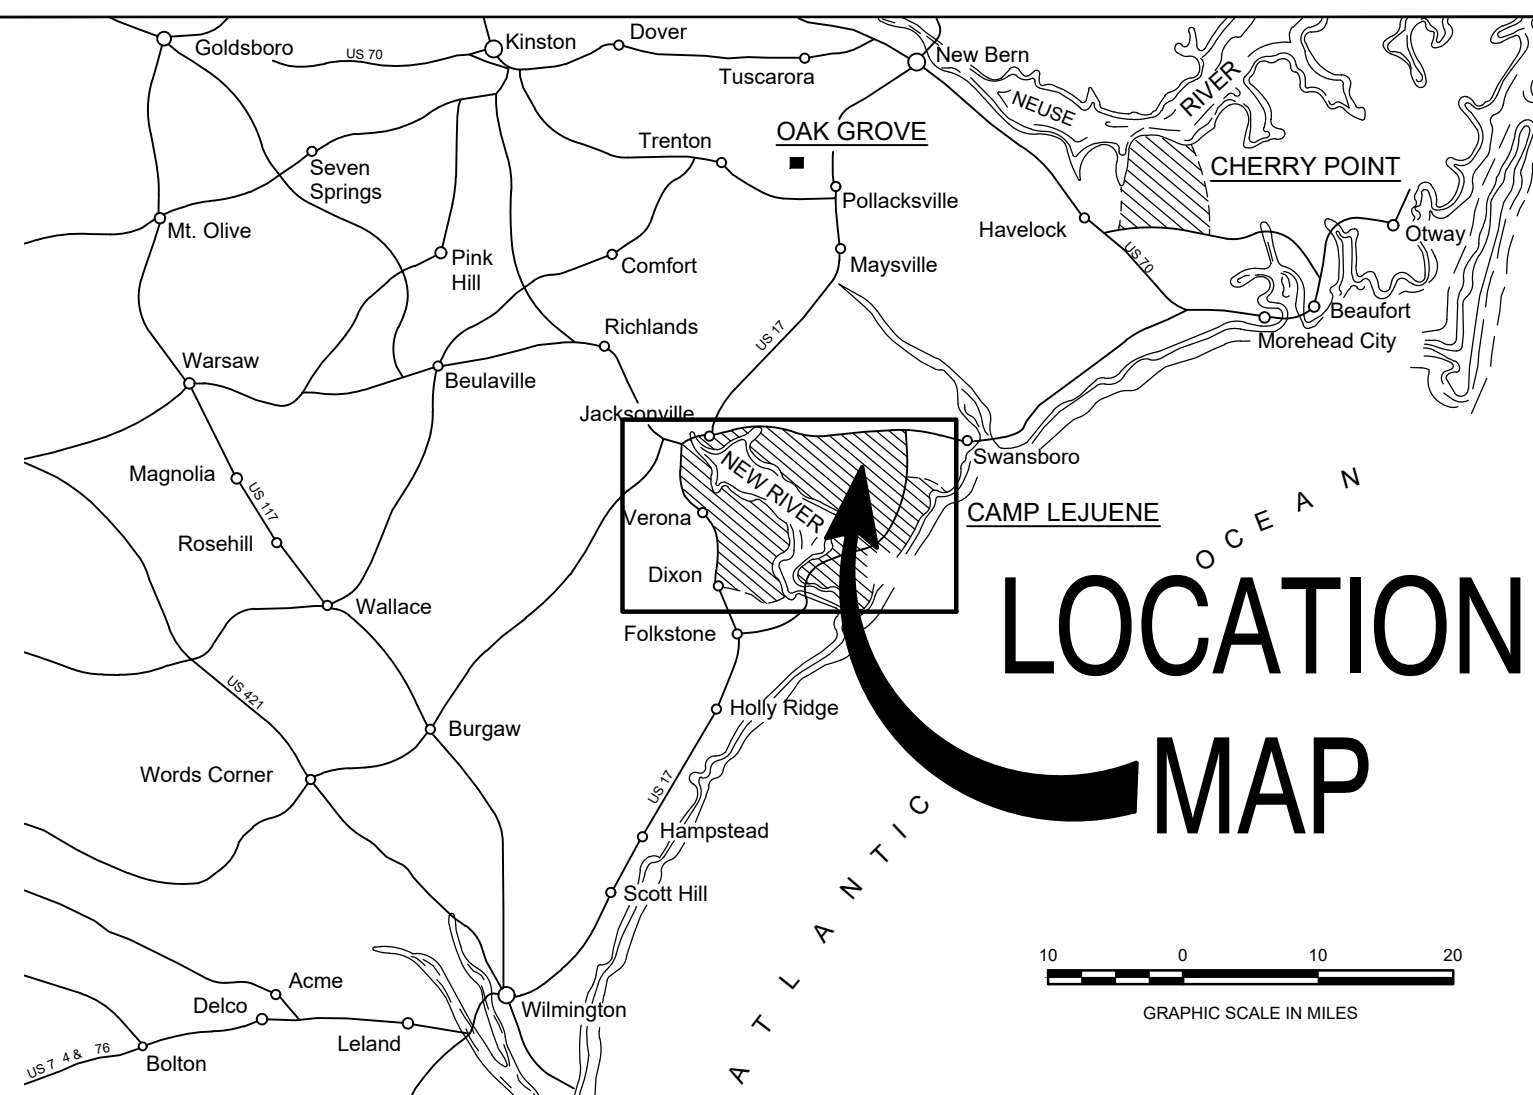 Goldsboro
US 70
Kinston
Dover
Tuscarora
New Bern
NEUSE
RIVER
OAK GROVE
Trenton
Seven
Springs
CHERRY POINT
Pollacksville
Havelock
Mt. Olive
Otway
Pink
Hill
Comfort
Maysville
US 70
Beaufort
Morehead City
Richlands
US 17
Warsaw
Beulaville
Jacksonville
Swansboro
NEW RIVER
Magnolia
US 117
Verona
CAMP LEJUENE
Rosehill
Dixon
Wallace
Folkstone
ATLANTIC
OCEAN
LOCATION
MAP
US 421
Holly Ridge
Burgaw
Words Corner
US 17
Hampstead
Scott Hill
Acme
Delco
Wilmington
Leland
Bolton
US 7 4 & 76
10 0 10 20
GRAPHIC SCALE IN MILES